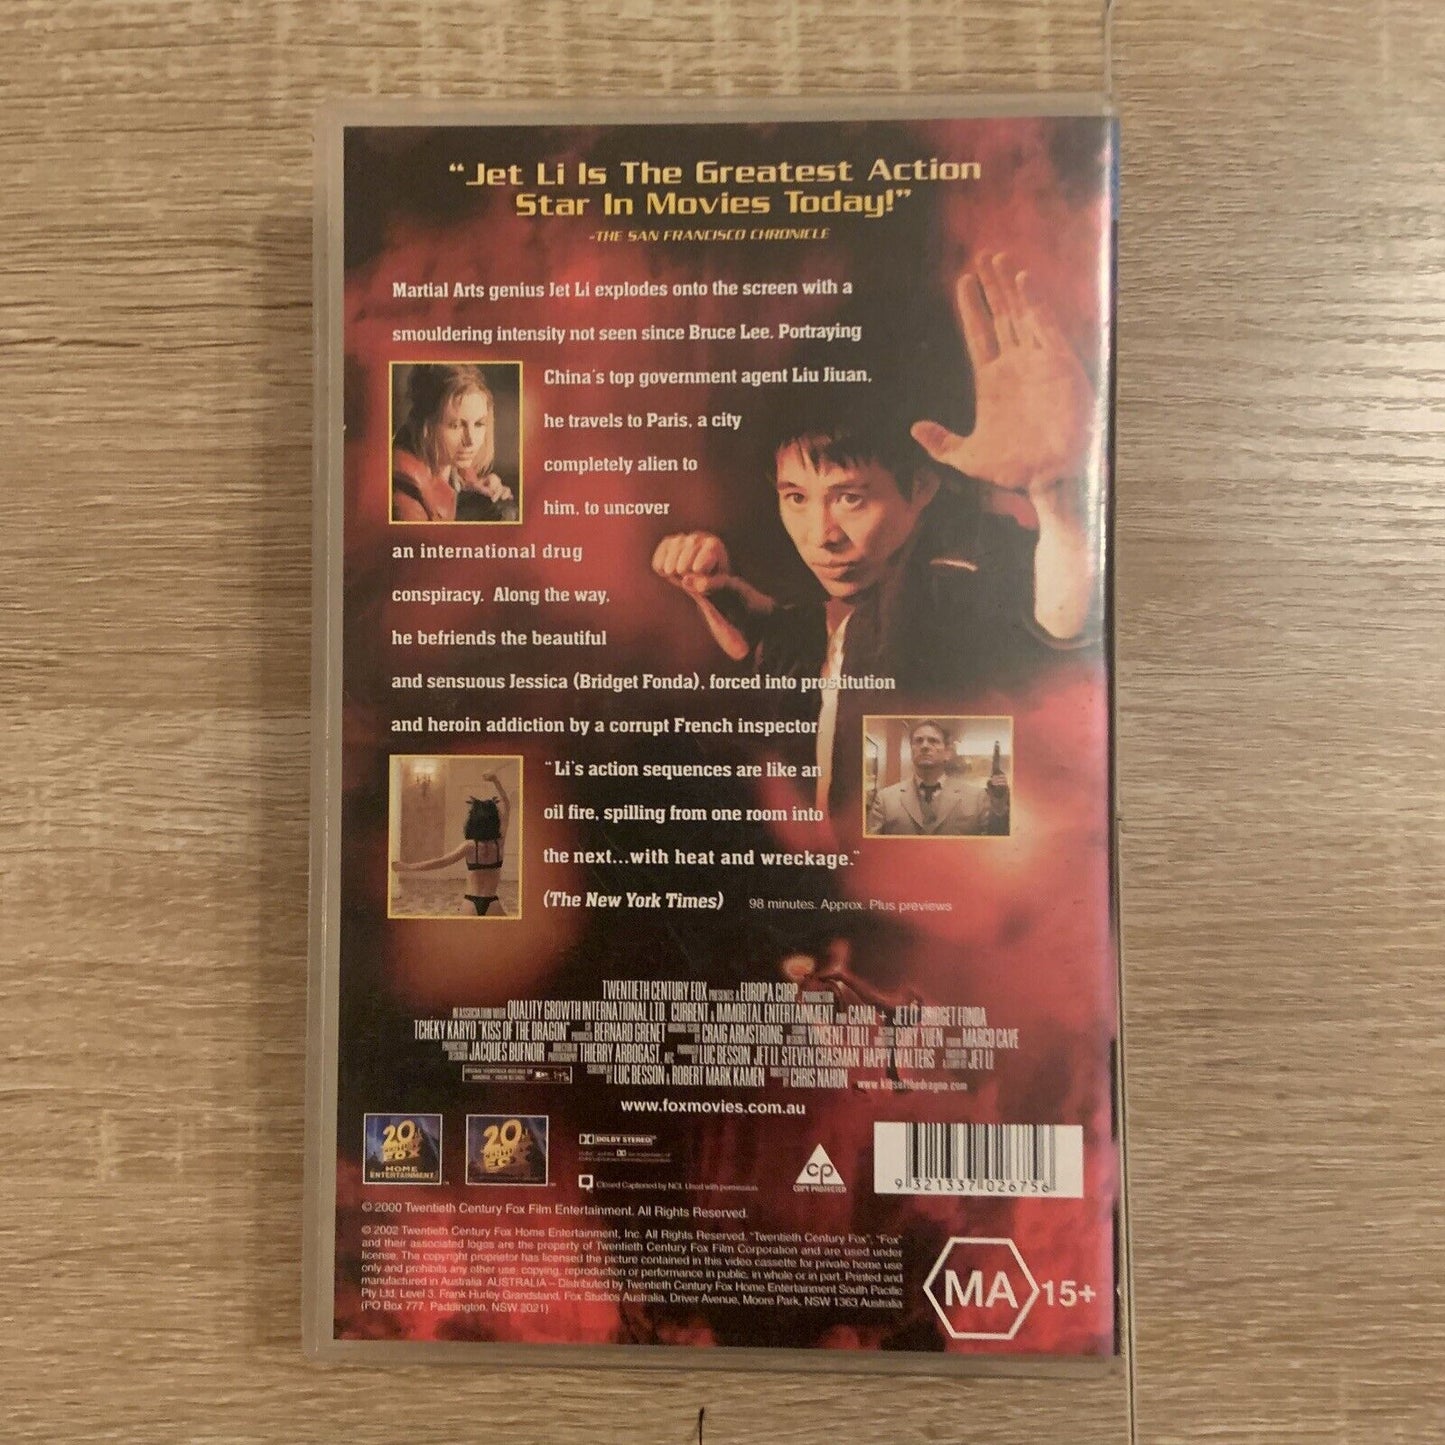 “Jet Li Is The Greatest Action
Star In Movies Today!”
-THE SAN FRANCISCO CHRONICLE
Martial Arts genius Jet Li explodes onto the screen with a
smouldering intensity not seen since Bruce Lee. Portraying
China's top government agent Liu Jiuan,
he travels to Paris, a city
completely alien to
him, to uncover
an international drug
conspiracy. Along the way,
he befriends the beautiful
and sensuous Jessica (Bridget Fonda), forced into prostitution
and heroin addiction by a corrupt French inspector.
"Li's action sequences are like an
oil fire, spilling from one room into
the next...with heat and wreckage."
(The New York Times)
98 minutes. Approx. Plus previews
TWENTIETH CENTURY FOX PRESENTS A EUROPA CORP. PRODUCTION
IN ASSOCIATION WITH QUALITY GROWTH INTERNATIONAL LTD. CURRENT & IMMORTAL ENTERTAINMENT AND CANAL+ JET LI BRIDGET FONDA
TCHEKY KARYO "KISS OF THE DRAGON" BERNARD GRENET CRAIG ARMSTRONG VINCENT TULLI CORY YUEN MARCO CAVE
JACQUES BUFNOIR THIERRY ARBOGAST, LUC BESSON JET LI STEVEN CHASMAN HAPPY WALTERS JET LI
SCREENPLAY BY LUC BESSON & ROBERT MARK KAMEN DIRECTED BY CHRIS NAHON
www.foxmovies.com.au
20TH CENTURY FOX
HOME ENTERTAINMENT
DOLBY STEREO
Closed Captioned by NCI. Used with permission.
CP
COPY PROTECTED
9 321337 026756
© 2000 Twentieth Century Fox Film Entertainment. All Rights Reserved.
© 2002 Twentieth Century Fox Home Entertainment, Inc. All Rights Reserved. "Twentieth Century Fox", "Fox"
and their associated logos are the property of Twentieth Century Fox Film Corporation and are used under
license. The copyright proprietor has licensed the picture contained in this video cassette for private home use
only and prohibits any other use, copying, reproduction or performance in public, in whole or in part. Printed and
manufactured in Australia. AUSTRALIA – Distributed by Twentieth Century Fox Home Entertainment South Pacific
Pty Ltd. Level 3, Frank Hurley Grandstand, Fox Studios Australia, Driver Avenue, Moore Park, NSW 1363 Australia
(PO Box 777, Paddington, NSW 2021)
MA 15+